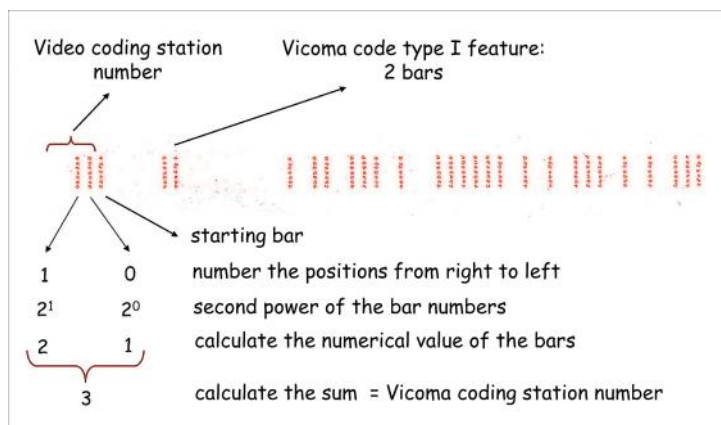 Video coding station
number
Vicoma code type I feature:
2 bars
starting bar
1 0 number the positions from right to left
2¹ 2⁰ second power of the bar numbers
2 1 calculate the numerical value of the bars
3 calculate the sum = Vicoma coding station number